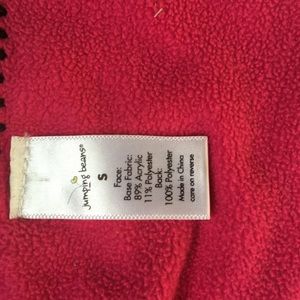 jumping beans®
S
Face:
Base Fabric:
89% Acrylic
11% Polyester
Back:
100% Polyester
Made in China
care on reverse